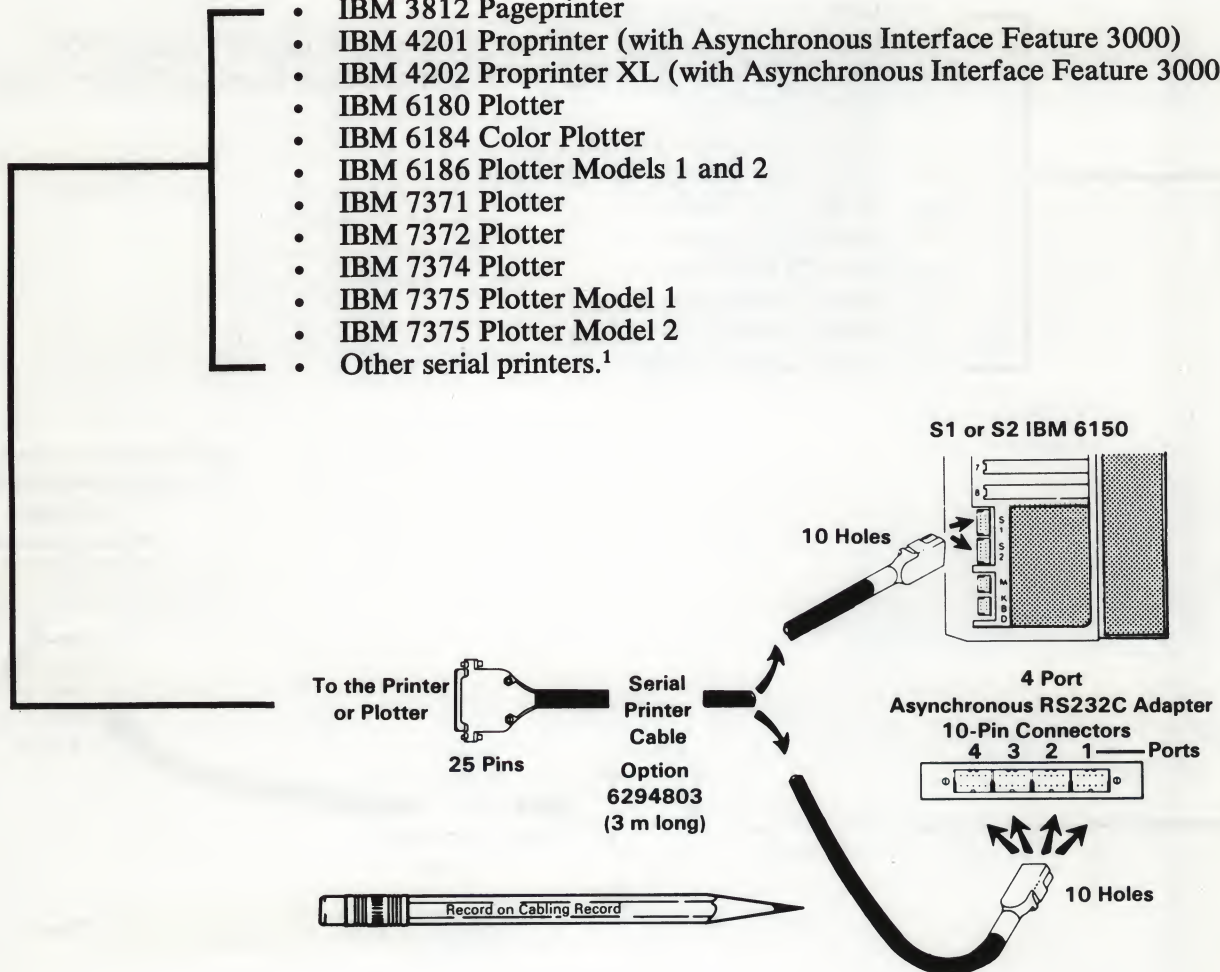 • IBM 3812 Pageprinter
• IBM 4201 Proprinter (with Asynchronous Interface Feature 3000)
• IBM 4202 Proprinter XL (with Asynchronous Interface Feature 3000
• IBM 6180 Plotter
• IBM 6184 Color Plotter
• IBM 6186 Plotter Models 1 and 2
• IBM 7371 Plotter
• IBM 7372 Plotter
• IBM 7374 Plotter
• IBM 7375 Plotter Model 1
• IBM 7375 Plotter Model 2
• Other serial printers.¹
S1 or S2 IBM 6150
7
8
S
1
S
2
M
K
B
D
10 Holes
To the Printer
or Plotter
25 Pins
Serial
Printer
Cable
Option
6294803
(3 m long)
4 Port
Asynchronous RS232C Adapter
10-Pin Connectors
4 3 2 1 Ports
10 Holes
Record on Cabling Record